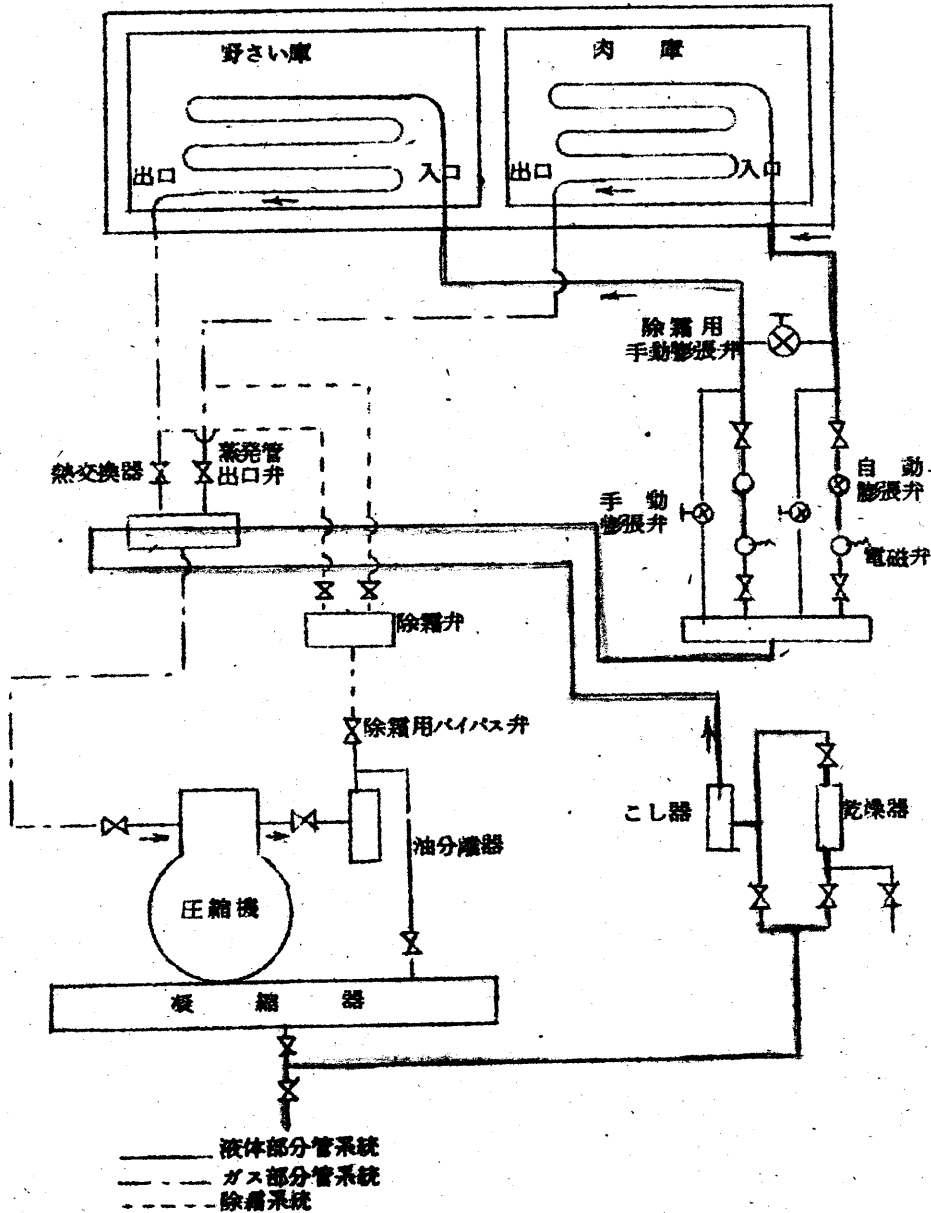 野さい庫
肉 庫
出口
入口
出口
入口
除霜用
手動膨張弁
熱交換器
蒸発管
出口弁
手動
膨張弁
自動
膨張弁
電磁弁
除霜弁
除霜用バイパス弁
こし器
乾燥器
油分離器
圧縮機
凝縮器
液体部分管系統
ガス部分管系統
除霜系統